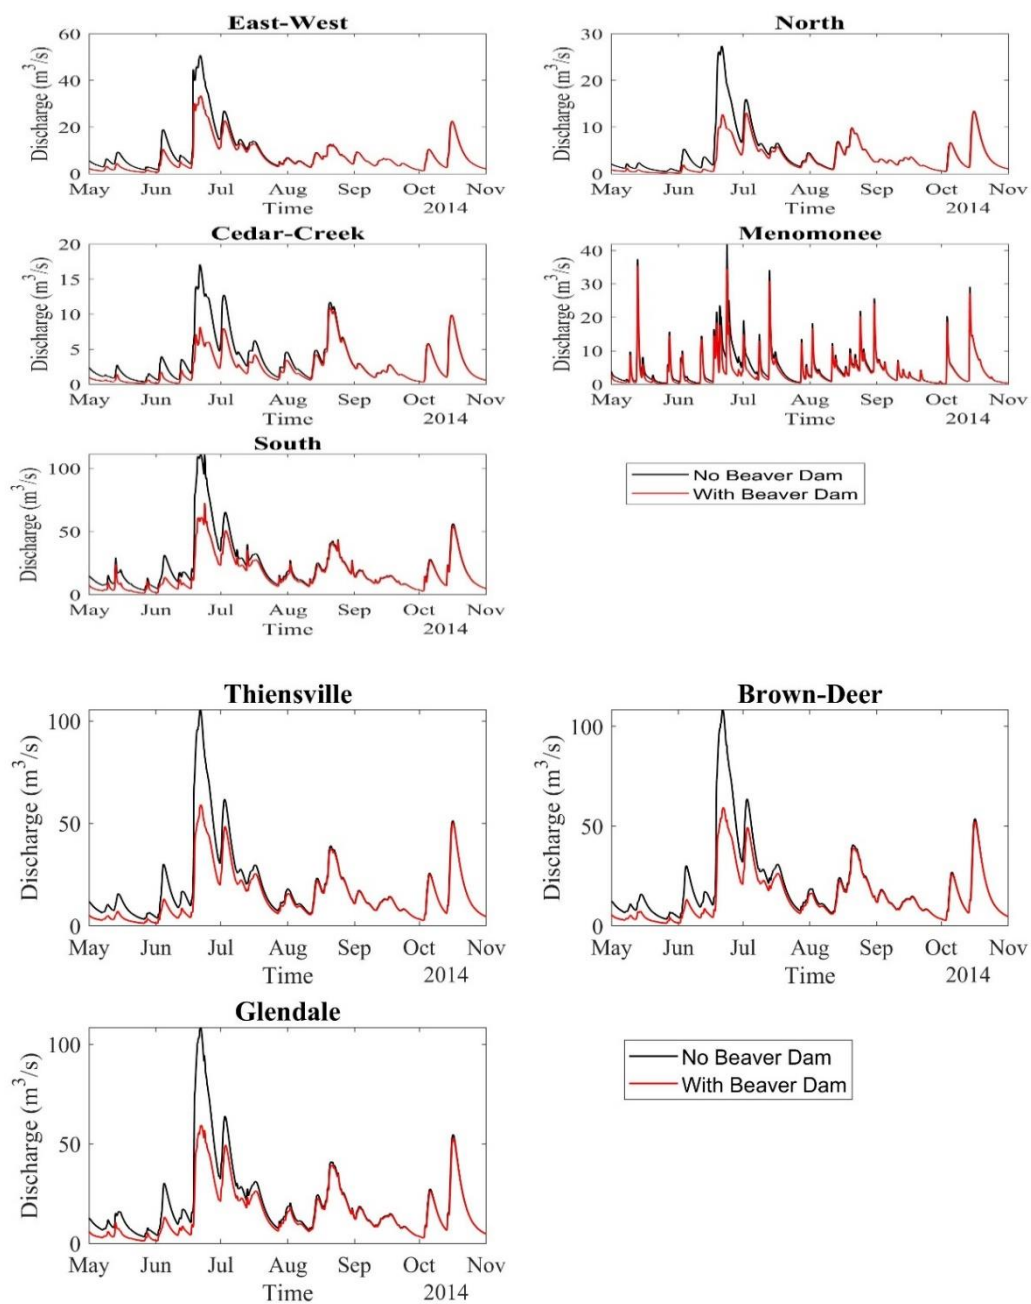 East-West
Discharge (m³/s)
60
40
20
0
May Jun Jul Aug Sep Oct Nov
Time 2014
North
Discharge (m³/s)
30
20
10
0
May Jun Jul Aug Sep Oct Nov
Time 2014
Cedar-Creek
Discharge (m³/s)
20
15
10
5
0
May Jun Jul Aug Sep Oct Nov
Time 2014
Menomonee
Discharge (m³/s)
40
30
20
10
0
May Jun Jul Aug Sep Oct Nov
Time 2014
South
Discharge (m³/s)
100
50
0
May Jun Jul Aug Sep Oct Nov
Time 2014
No Beaver Dam
With Beaver Dam
Thiensville
Discharge (m³/s)
100
50
0
May Jun Jul Aug Sep Oct Nov
Time 2014
Brown-Deer
Discharge (m³/s)
100
50
0
May Jun Jul Aug Sep Oct Nov
Time 2014
Glendale
Discharge (m³/s)
100
50
0
May Jun Jul Aug Sep Oct Nov
Time 2014
No Beaver Dam
With Beaver Dam